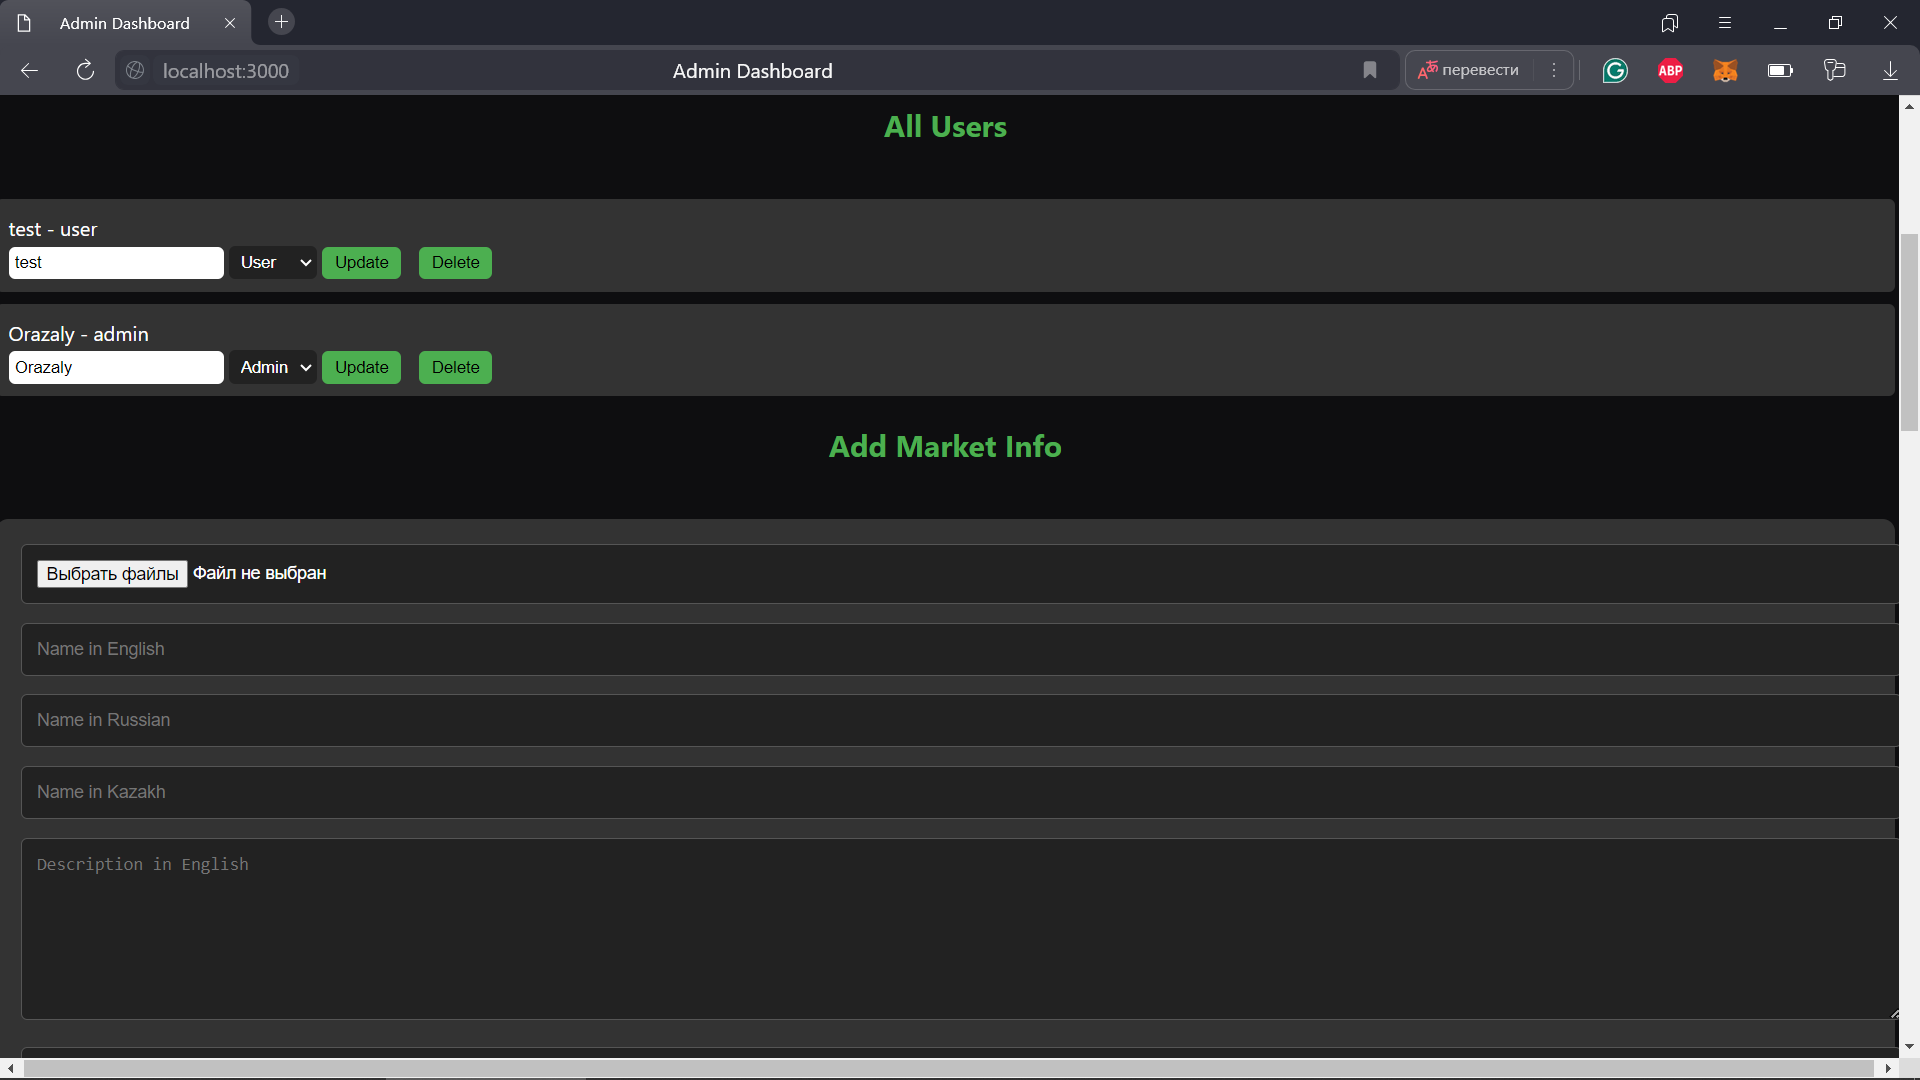 Admin Dashboard
localhost:3000
Admin Dashboard
перевести
ABP
All Users
test - user
test
User
Update
Delete
Orazaly - admin
Orazaly
Admin
Update
Delete
Add Market Info
Выбрать файлы Файл не выбран
Name in English
Name in Russian
Name in Kazakh
Description in English